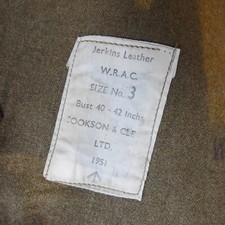 Jerkins Leather
W.R.A.C.
SIZE No. 3
Bust 40 - 42 Inchs
COOKSON & CLE
LTD.
1951